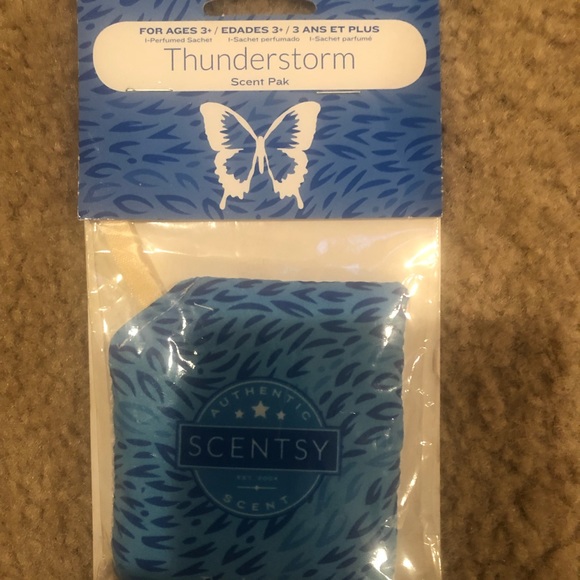 FOR AGES 3+ / EDADES 3+ / 3 ANS ET PLUS
1-Perfumed Sachet 1-Sachet perfumado 1-Sachet parfumé
Thunderstorm
Scent Pak
AUTHENTIC
SCENTSY
EST. 2004
SCENT